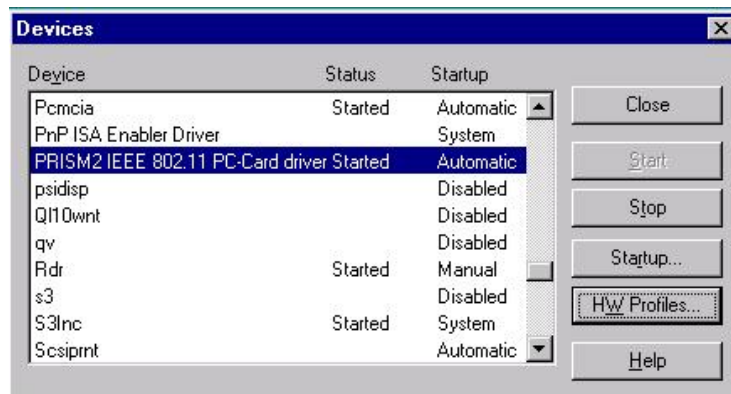 Devices
Device Status Startup
Pcmcia Started Automatic
PnP ISA Enabler Driver System
PRISM2 IEEE 802.11 PC-Card driver Started Automatic
psidisp Disabled
Ql10wnt Disabled
qv Disabled
Rdr Started Manual
s3 Disabled
S3Inc Started System
Scsiprnt Automatic
Close
Start
Stop
Startup...
HW Profiles...
Help